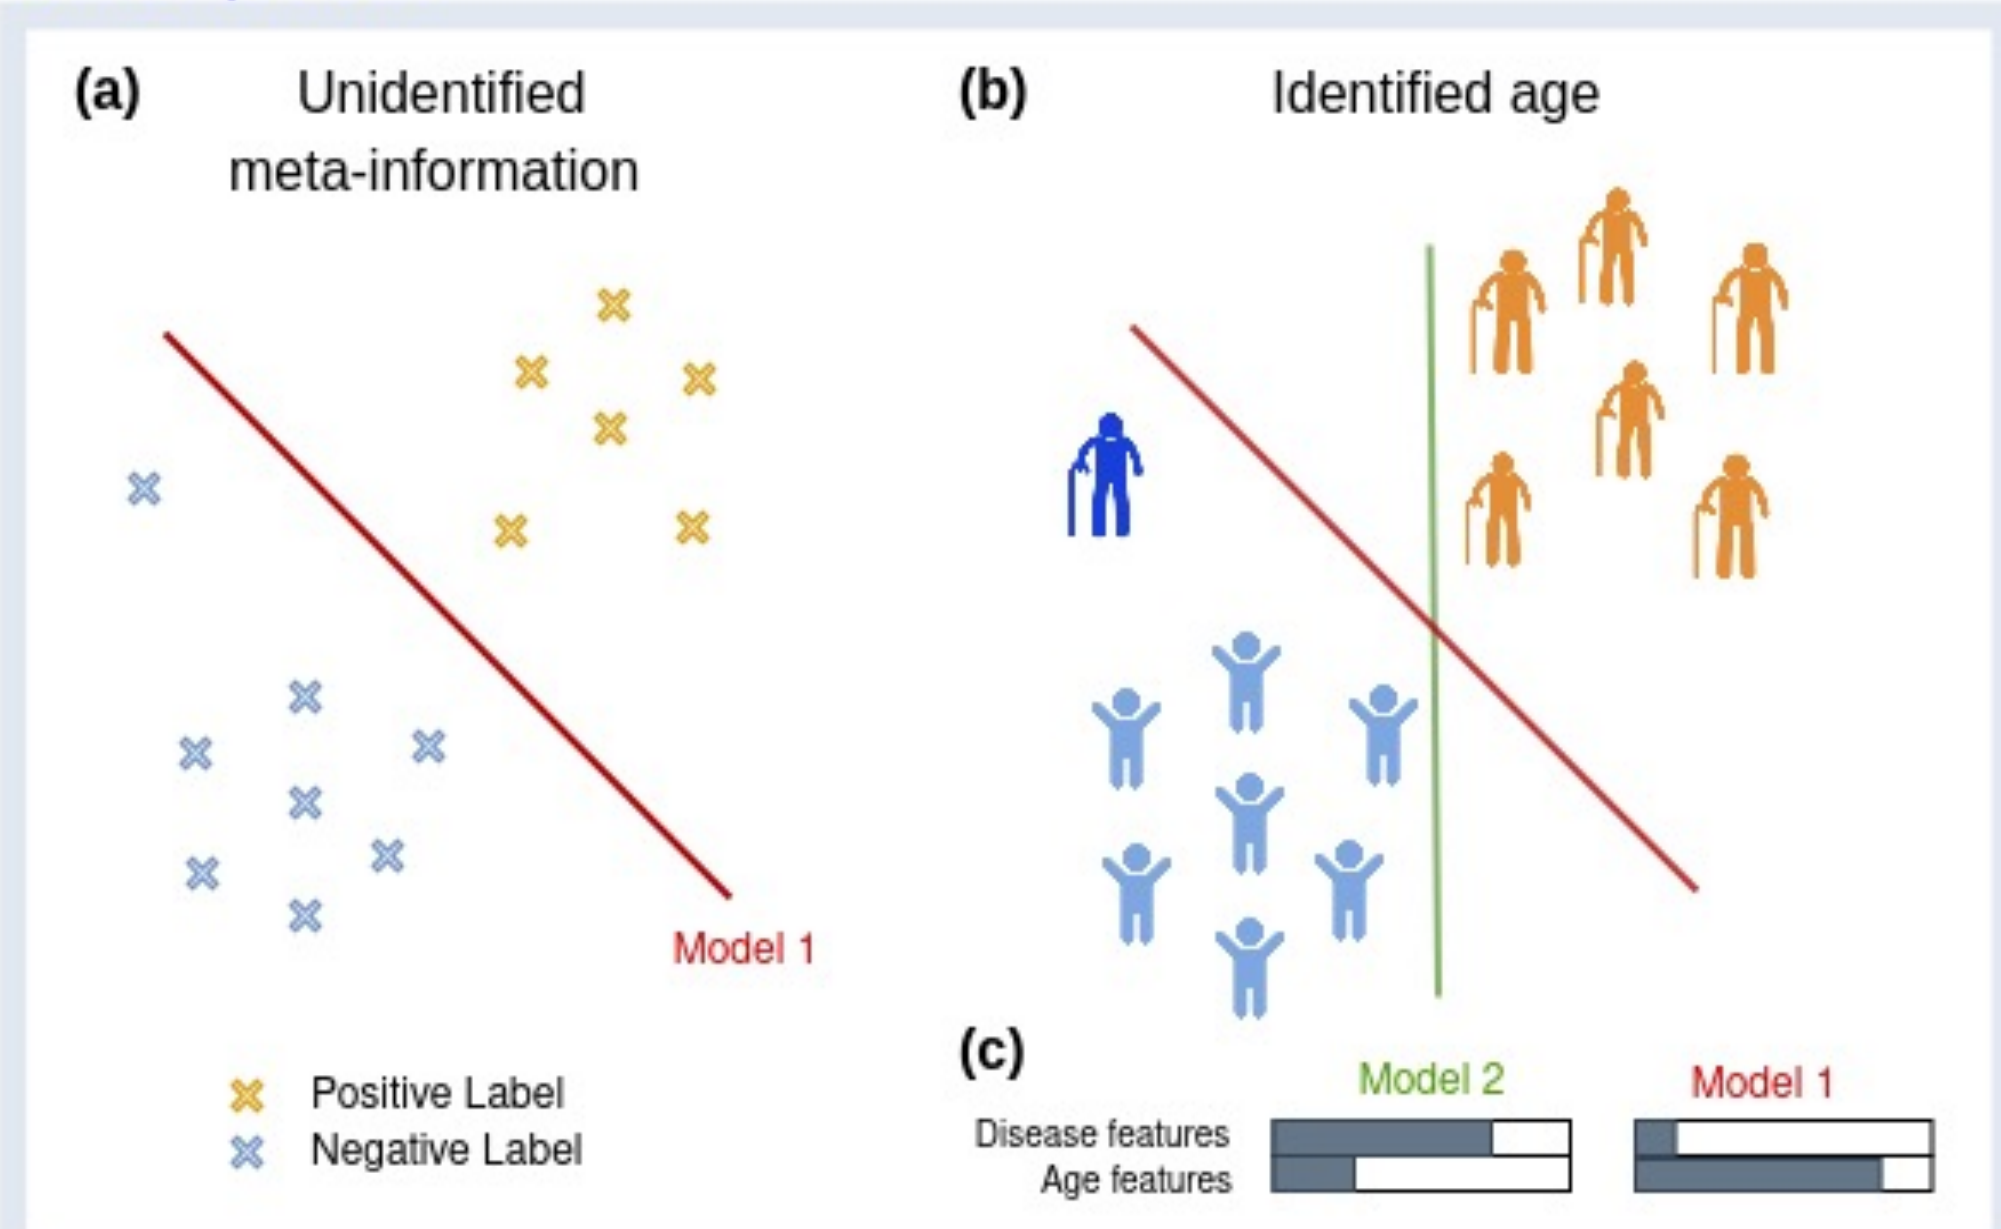 (a)
Unidentified
meta-information
Model 1
Positive Label
Negative Label
(b)
Identified age
(c)
Model 2
Model 1
Disease features
Age features